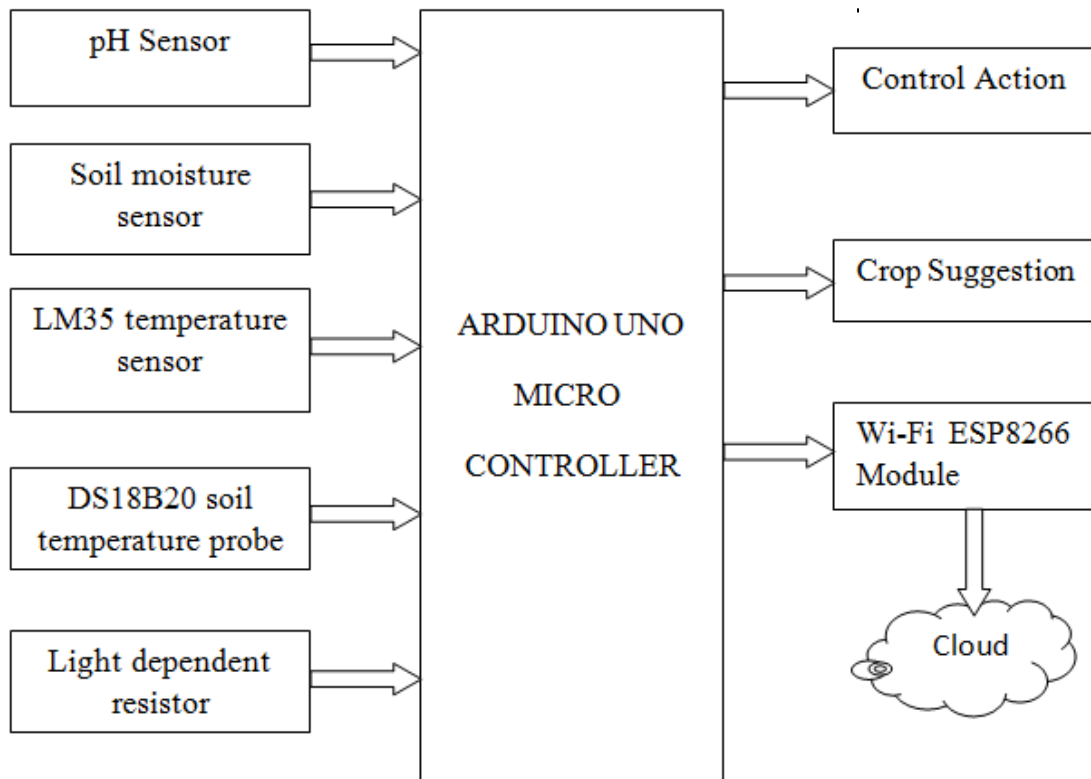 pH Sensor
Soil moisture
sensor
LM35 temperature
sensor
DS18B20 soil
temperature probe
Light dependent
resistor
ARDUINO UNO
MICRO
CONTROLLER
Control Action
Crop Suggestion
Wi-Fi ESP8266
Module
Cloud